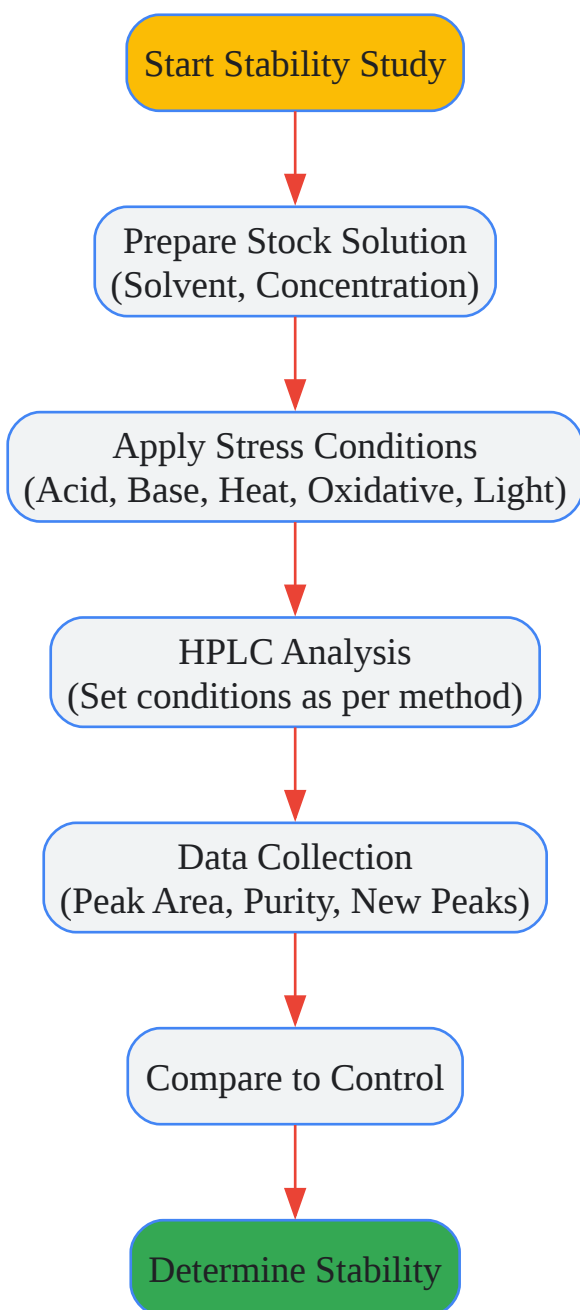 Start Stability Study
Prepare Stock Solution
(Solvent, Concentration)
Apply Stress Conditions
(Acid, Base, Heat, Oxidative, Light)
HPLC Analysis
(Set conditions as per method)
Data Collection
(Peak Area, Purity, New Peaks)
Compare to Control
Determine Stability